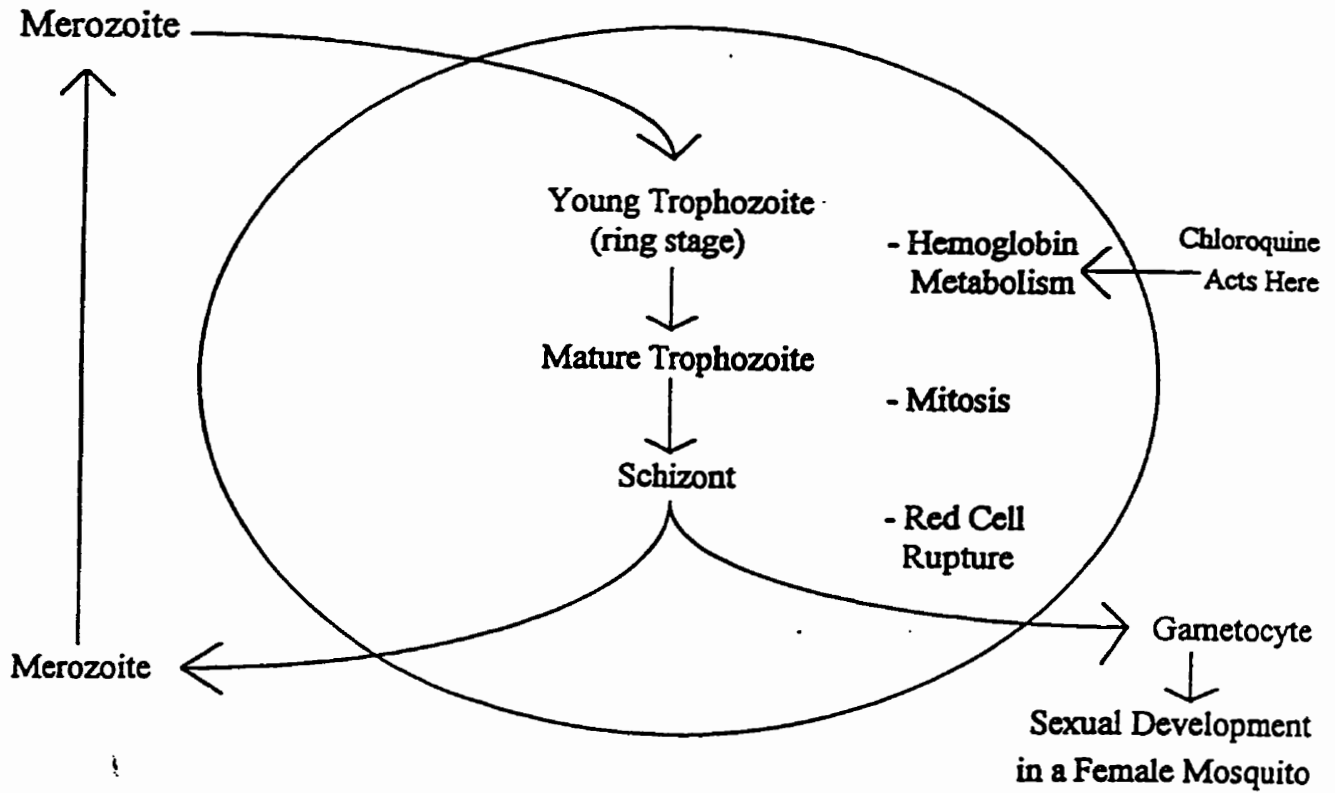 Merozoite
Young Trophozoite
(ring stage)
- Hemoglobin
Metabolism
Chloroquine
Acts Here
Mature Trophozoite
- Mitosis
Schizont
- Red Cell
Rupture
Merozoite
Gametocyte
Sexual Development
in a Female Mosquito